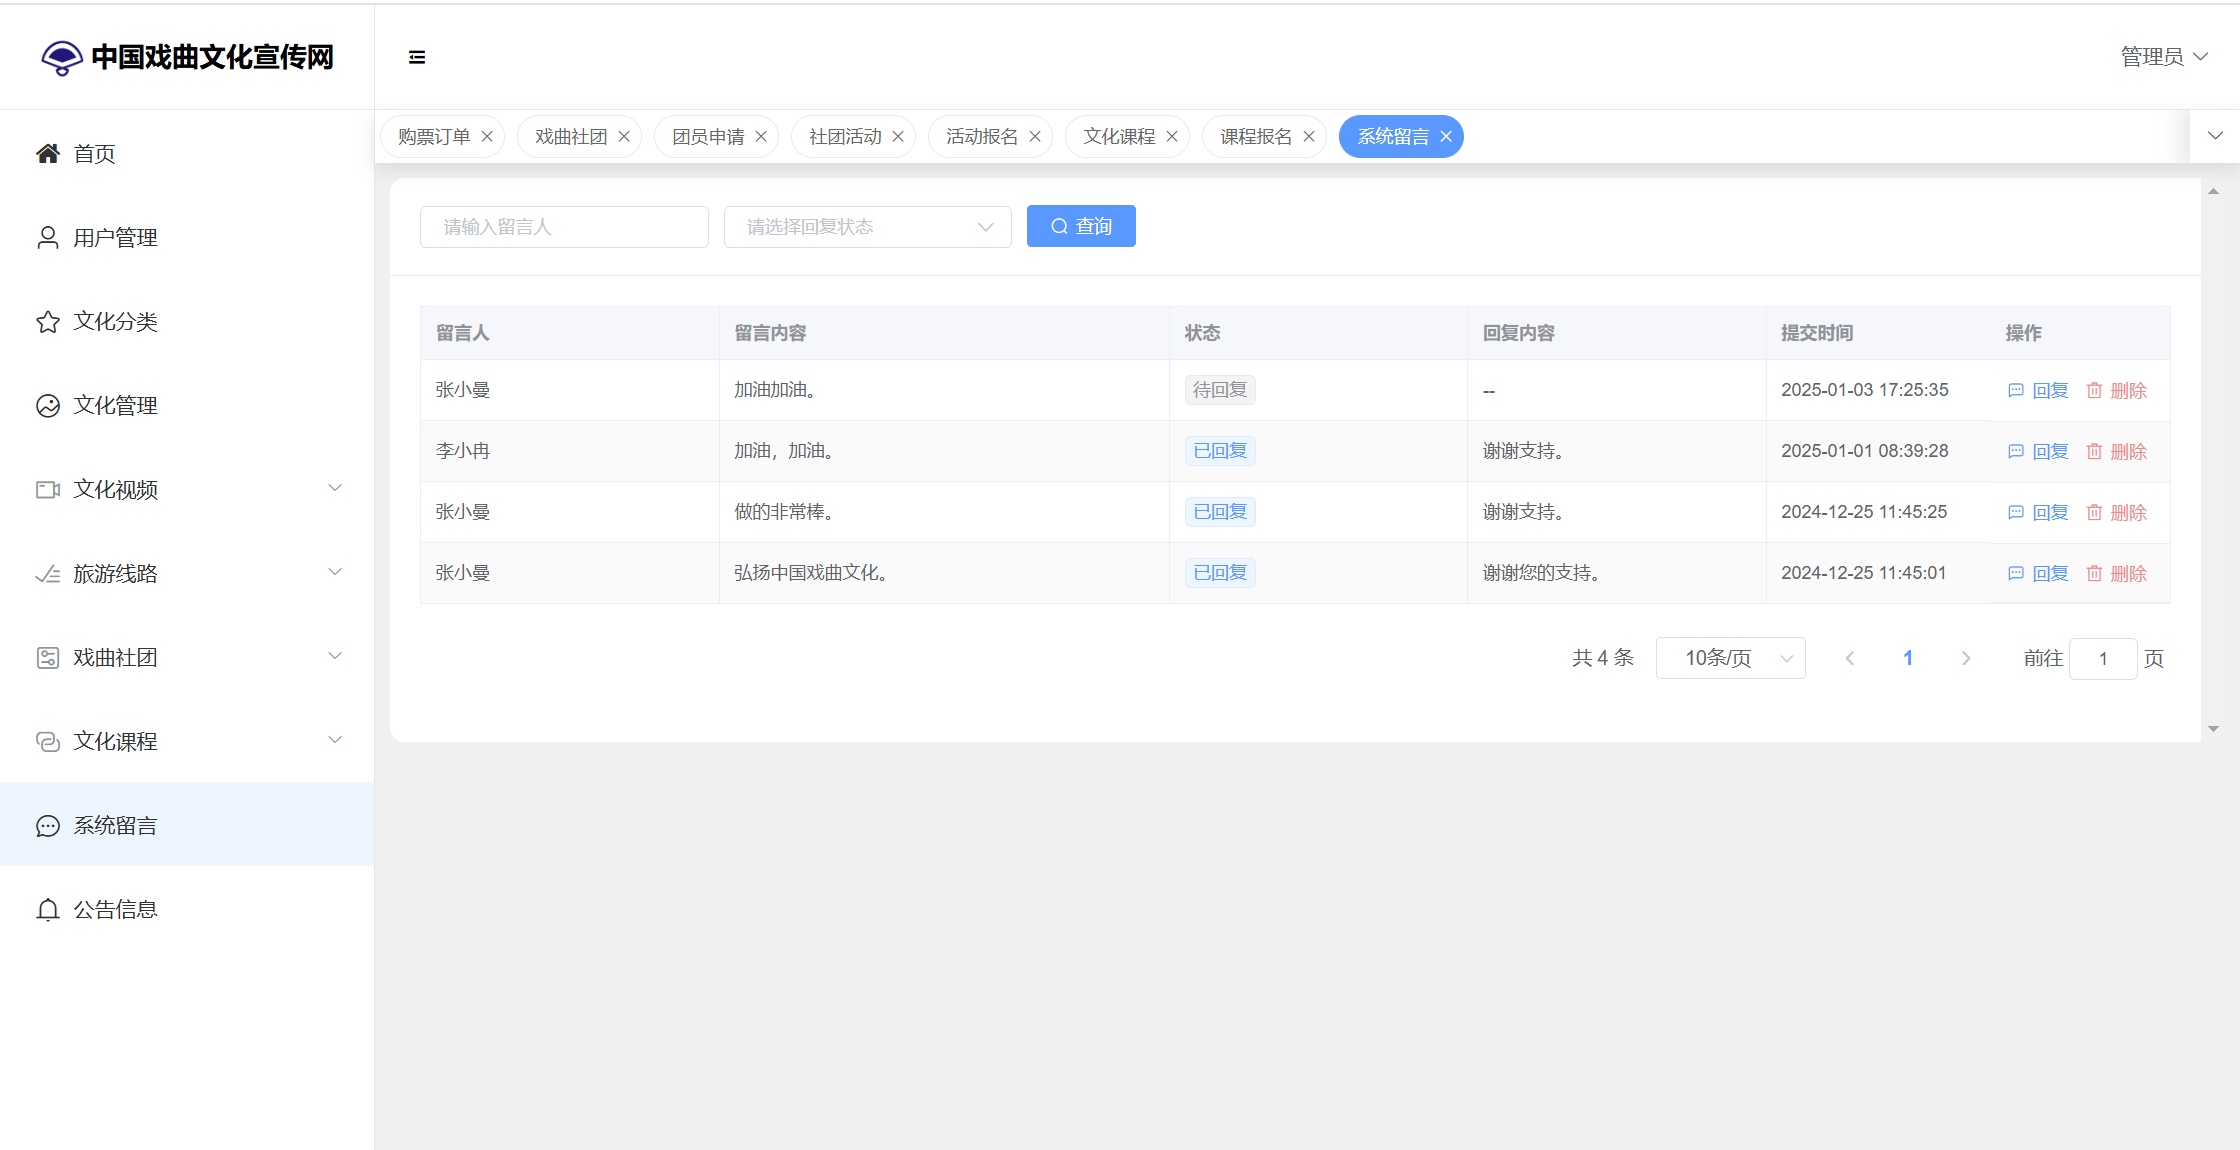 中国戏曲文化宣传网
管理员
购票订单 戏曲社团 团员申请 社团活动 活动报名 文化课程 课程报名 系统留言
首页
用户管理
文化分类
文化管理
文化视频
旅游线路
戏曲社团
文化课程
系统留言
公告信息
请输入留言人 请选择回复状态 查询
留言人 留言内容 状态 回复内容 提交时间 操作
张小曼 加油加油。 待回复 -- 2025-01-03 17:25:35 回复 删除
李小冉 加油，加油。 已回复 谢谢支持。 2025-01-01 08:39:28 回复 删除
张小曼 做的非常棒。 已回复 谢谢支持。 2024-12-25 11:45:25 回复 删除
张小曼 弘扬中国戏曲文化。 已回复 谢谢您的支持。 2024-12-25 11:45:01 回复 删除
共 4 条 10条/页 1 前往 1 页